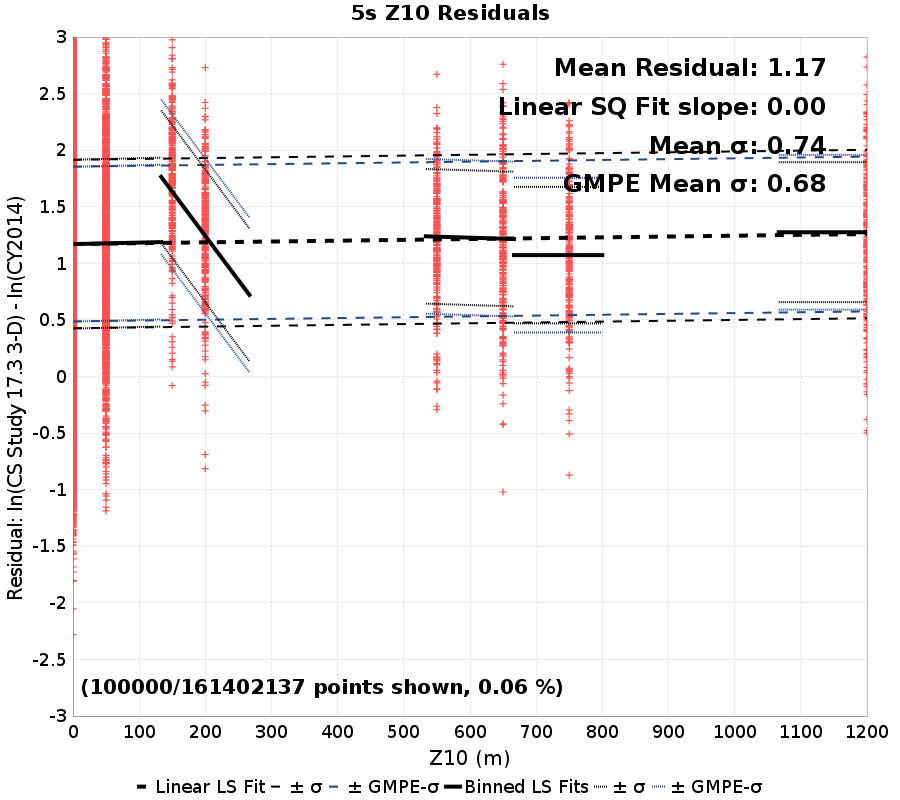 5s Z10 Residuals
Mean Residual: 1.17
Linear SQ Fit slope: 0.00
Mean σ: 0.74
GMPE Mean σ: 0.68
Residual: ln(CS Study 17.3 3-D) - ln(CY2014)
3
2.5
2
1.5
1
0.5
0
-0.5
-1
-1.5
-2
-2.5
-3
(100000/161402137 points shown, 0.06 %)
0 100 200 300 400 500 600 700 800 900 1000 1100 1200
Z10 (m)
Linear LS Fit ± σ ± GMPE-σ Binned LS Fits ± σ ± GMPE-σ